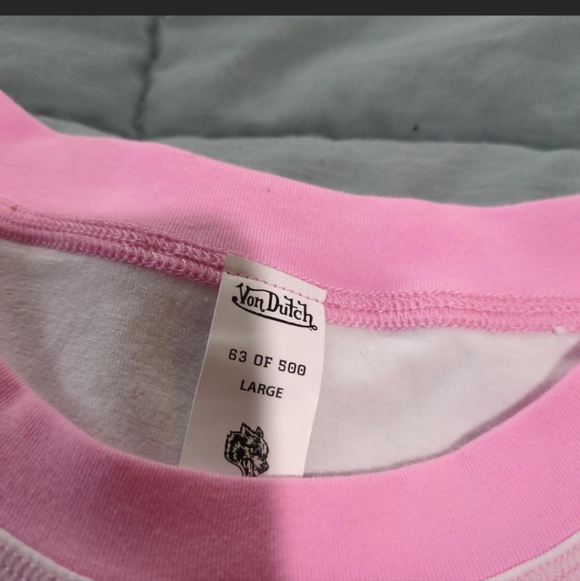 Von Dutch
63 OF 500
LARGE